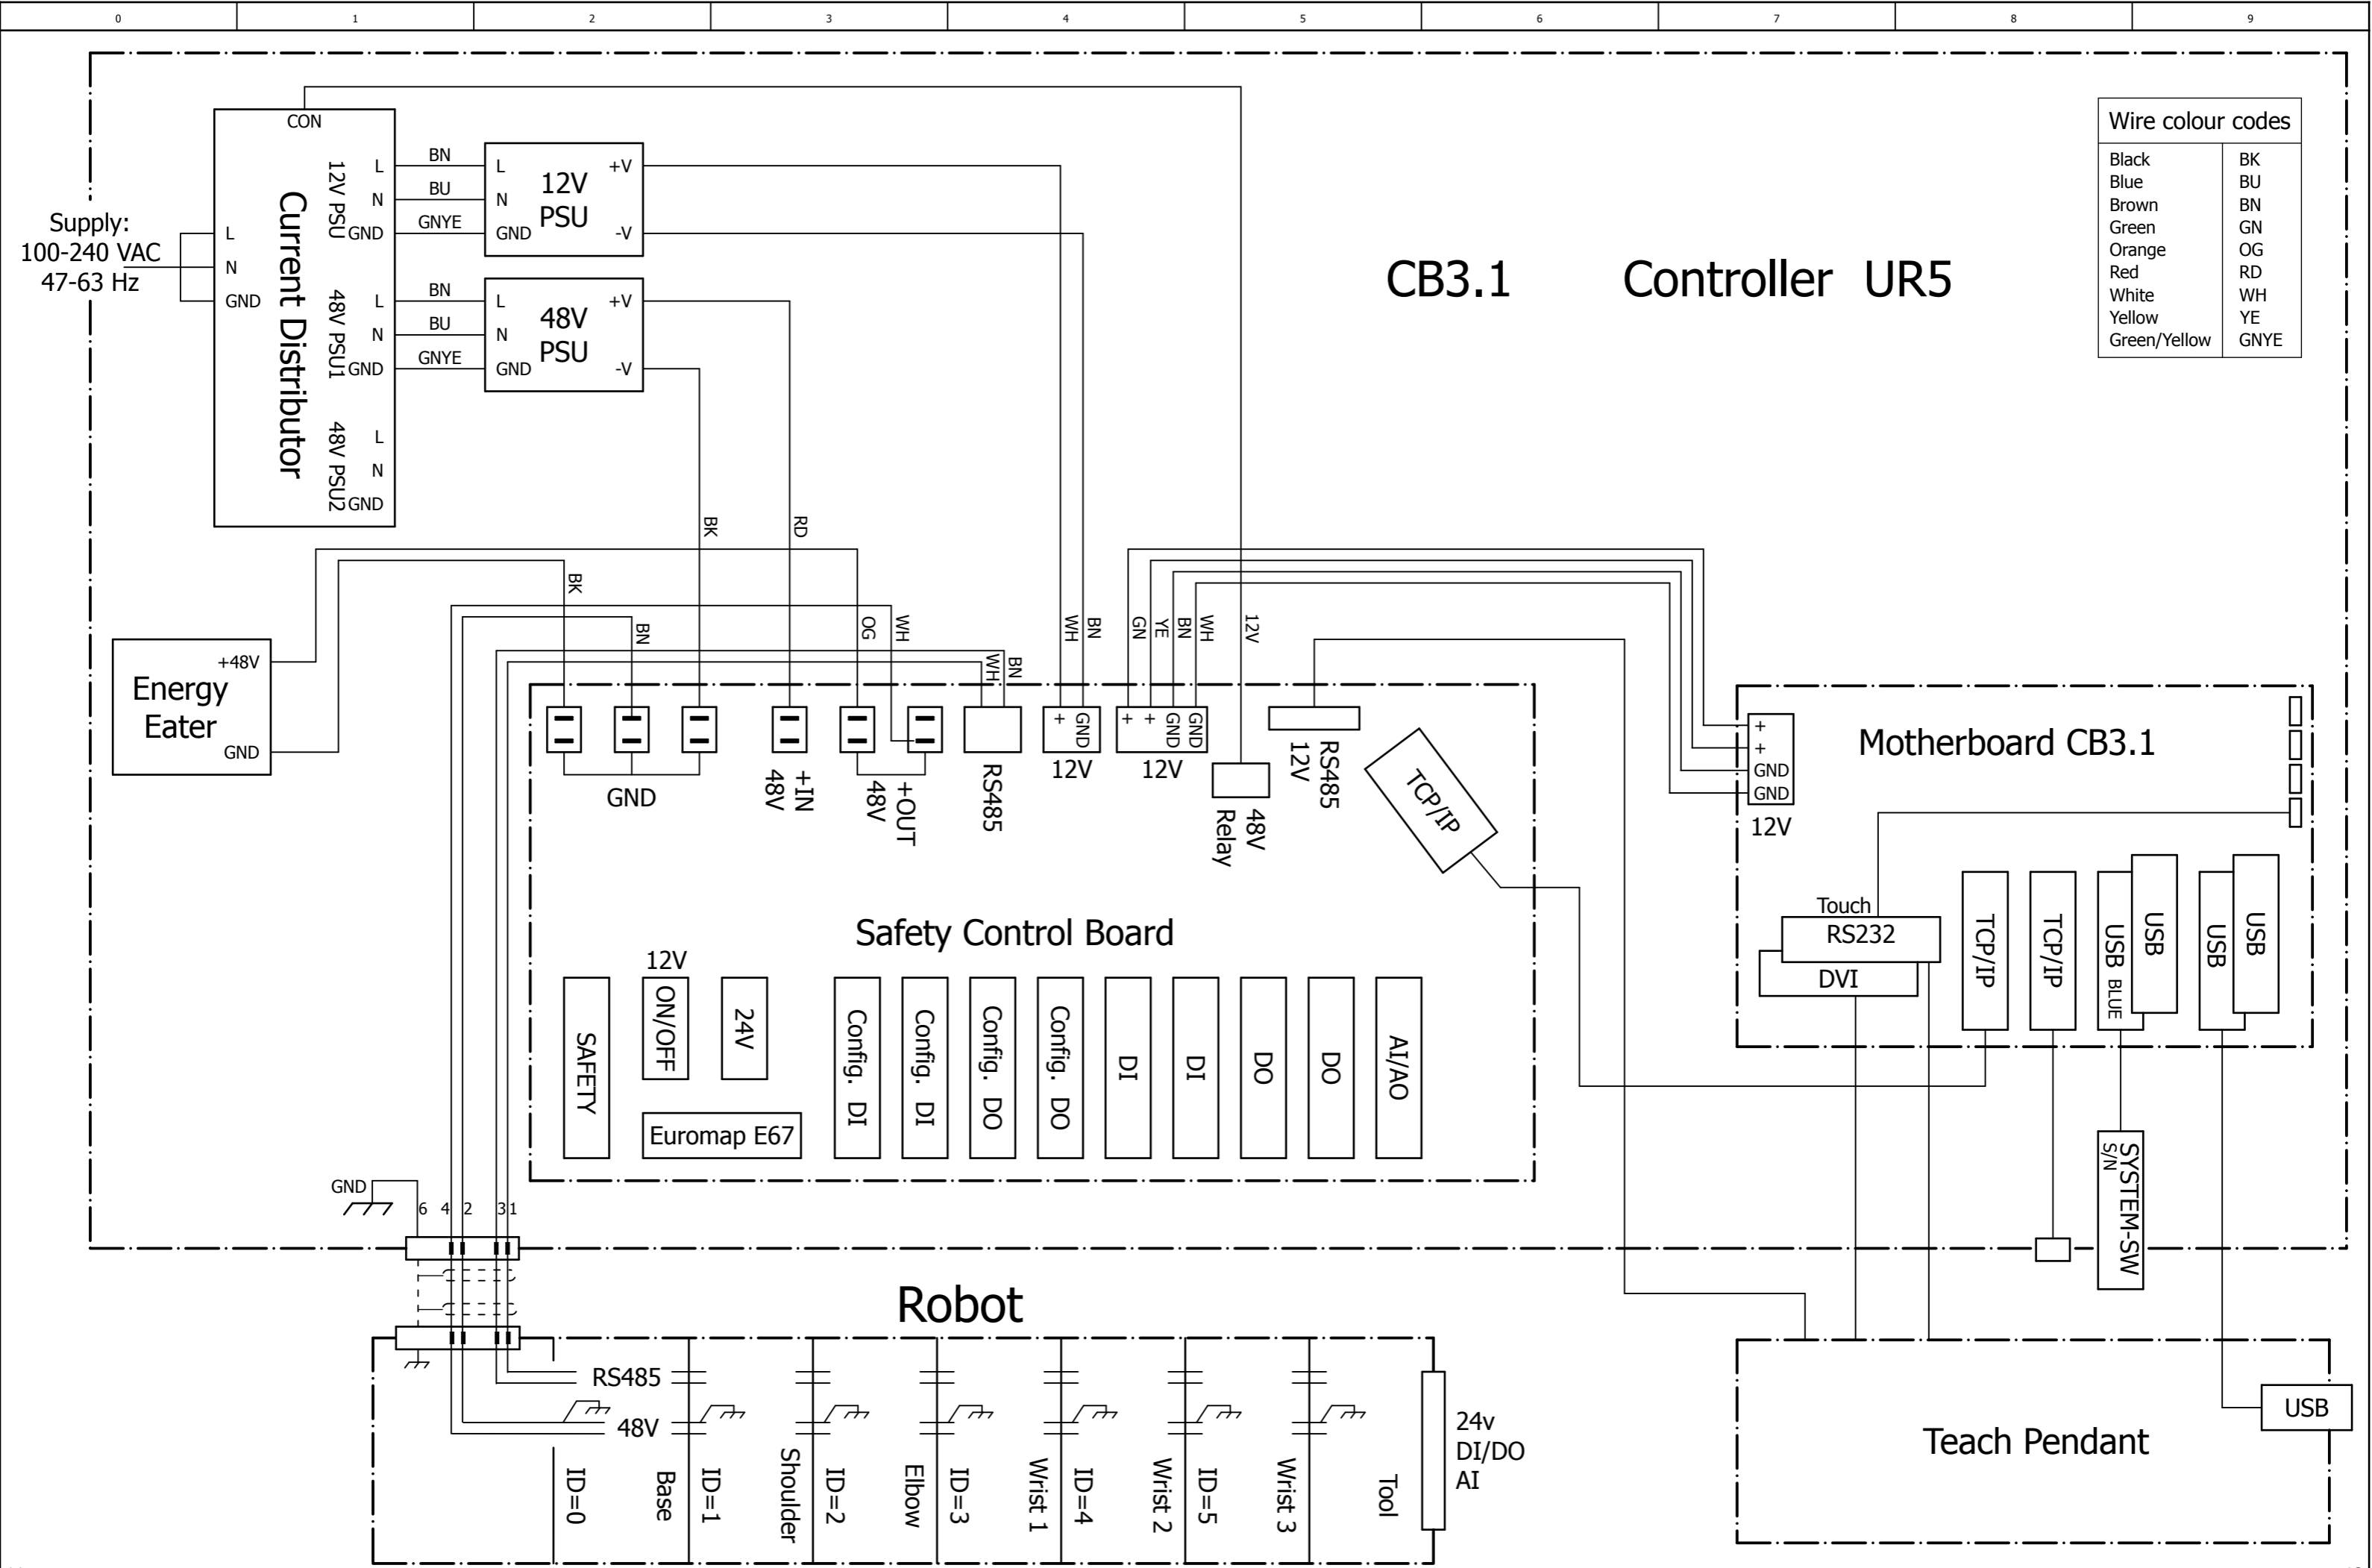 0 1 2 3 4 5 6 7 8 9
CON
Supply:
100-240 VAC
47-63 Hz
L
N
GND
Current Distributor
12V PSU
L
N
GND
48V PSU1
L
N
GND
48V PSU2
L
N
GND
BN
BU
GNYE
L
N
GND
12V
PSU
+V
-V
BN
BU
GNYE
L
N
GND
48V
PSU
+V
-V
CB3.1 Controller UR5
Wire colour codes
Black BK
Blue BU
Brown BN
Green GN
Orange OG
Red RD
White WH
Yellow YE
Green/Yellow GNYE
BK
RD
BK
BN
OG
WH
WH
BN
WH
BN
GN
YE
BN
WH
12V
Energy
Eater
+48V
GND
GND
+IN
48V
+OUT
48V
RS485
+
GND
12V
+
+
GND
GND
12V
48V
Relay
RS485
12V
TCP/IP
Safety Control Board
SAFETY
12V
ON/OFF
24V
Euromap E67
Config. DI
Config. DI
Config. DO
Config. DO
DI
DI
DO
DO
AI/AO
Motherboard CB3.1
+
+
GND
GND
12V
Touch
RS232
DVI
TCP/IP
TCP/IP
USB BLUE
USB
USB
USB
SYSTEM-SW
S/N
GND
6 4 2 3 1
Robot
RS485
48V
ID=0
Base
ID=1
Shoulder
ID=2
Elbow
ID=3
Wrist 1
ID=4
Wrist 2
ID=5
Wrist 3
Tool
24v
DI/DO
AI
Teach Pendant
USB